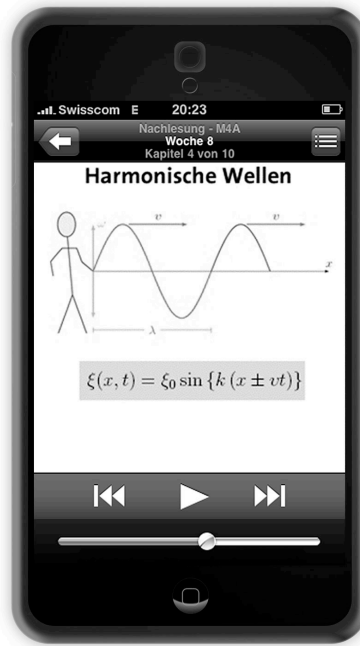 Swisscom E 20:23
Nachlesung - M4A
Woche 8
Kapitel 4 von 10
Harmonische Wellen
v v
x
λ
ξ(x, t) = ξ₀ sin {k (x ± vt)}